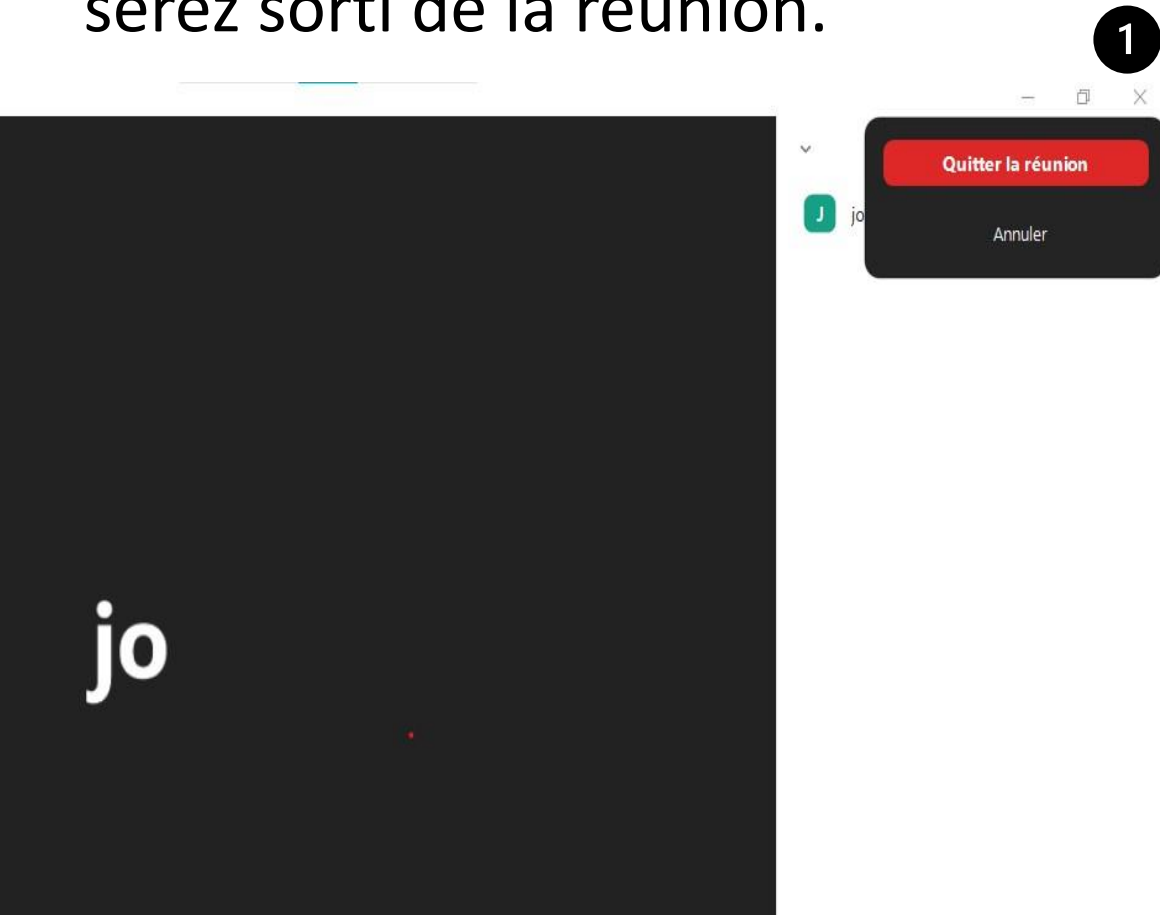 serez sorti de la réunion.
1
Quitter la réunion
J jo
Annuler
jo